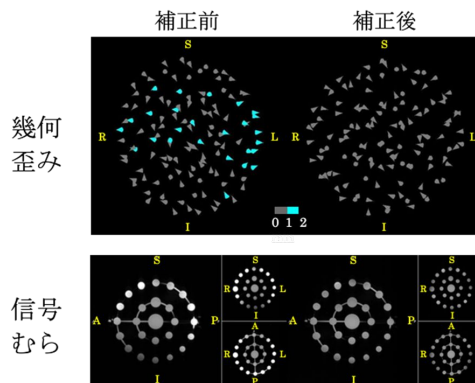 補正前 補正後
幾何
歪み
S S
R L R L
0 1 2
I I
信号
むら
S S S S
R L R L
A P I A P I
A A
R L R L
I P I P